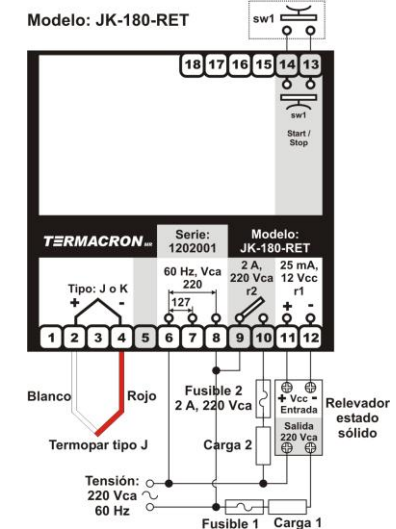 Modelo: JK-180-RET
sw1
18 17 16 15 14 13
sw1
Start /
Stop
TERMACRON MR
Serie:
1202001
Modelo:
JK-180-RET
Tipo: J o K
+ -
60 Hz, Vca
220
127
2 A,
220 Vca
r2
25 mA,
12 Vcc
r1
+ -
1 2 3 4 5 6 7 8 9 10 11 12
Blanco
Rojo
Termopar tipo J
Fusible 2
2 A, 220 Vca
+ Vcc -
Entrada
Salida
220 Vca
Relevador
estado
sólido
Carga 2
Tensión:
220 Vca
60 Hz
Fusible 1
Carga 1